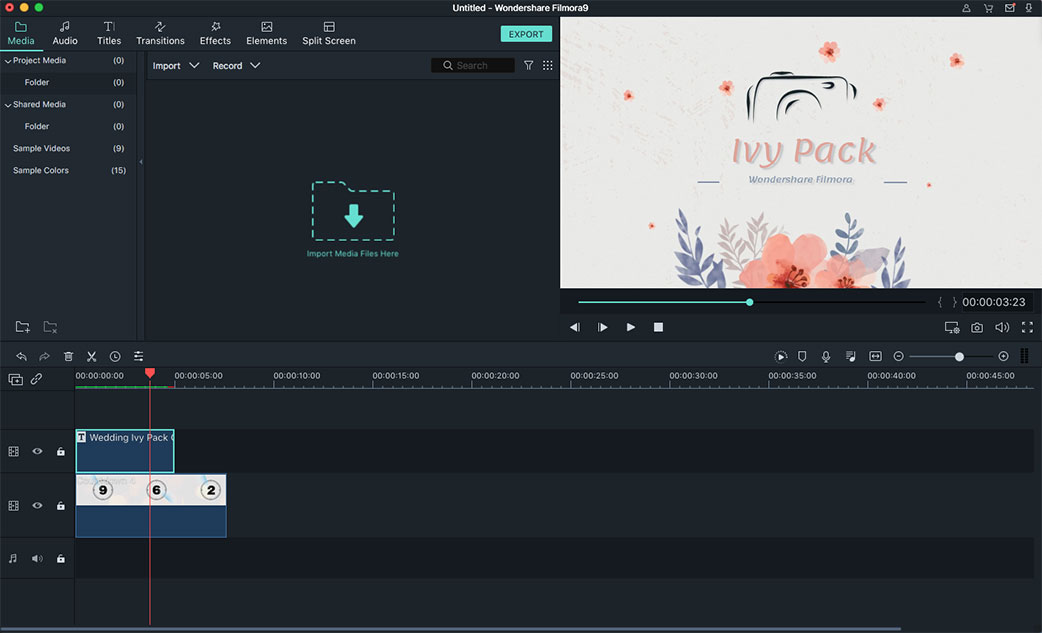 Untitled - Wondershare Filmora9
Media Audio Titles Transitions Effects Elements Split Screen EXPORT
Project Media (0)
Folder (0)
Shared Media (0)
Folder (0)
Sample Videos (9)
Sample Colors (15)
Import Record Search
Import Media Files Here
Ivy Pack
Wondershare Filmora
00:00:03:23
00:00:00:00 00:00:05:00 00:00:10:00 00:00:15:00 00:00:20:00 00:00:25:00 00:00:30:00 00:00:35:00 00:00:40:00 00:00:45:00
T Wedding Ivy Pack
9 6 2